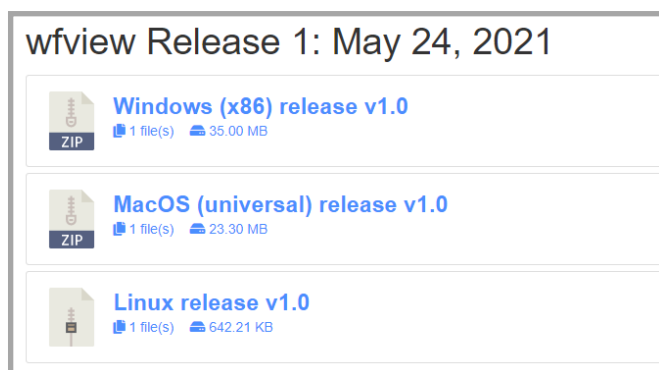 wfview Release 1: May 24, 2021
Windows (x86) release v1.0
1 file(s) 35.00 MB
ZIP
MacOS (universal) release v1.0
1 file(s) 23.30 MB
ZIP
Linux release v1.0
1 file(s) 642.21 KB